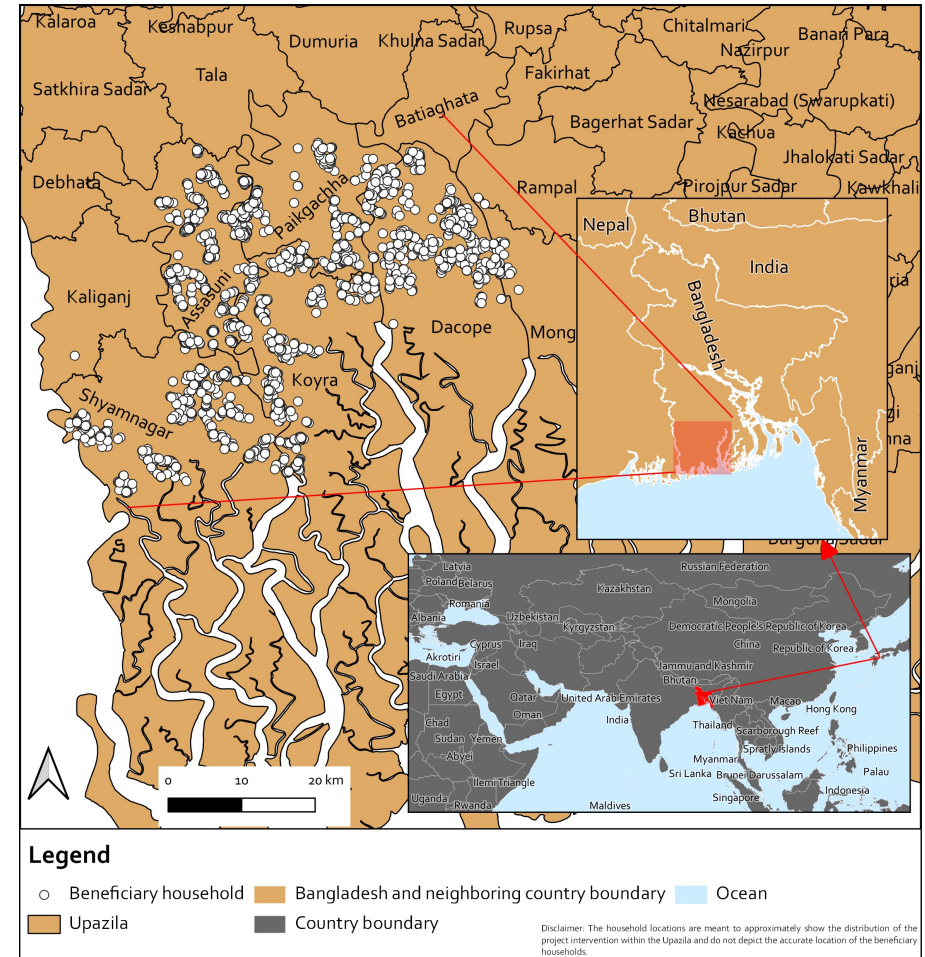 Kalaroa
Keshabpur
Dumuria
Khulna Sadar
Rupsa
Chitalmari
Nazirpur
Banari Para
Satkhira Sadar
Tala
Fakirhat
Batiaghata
Nesarabad (Swarupkati)
Bagerhat Sadar
Kachua
Jhalokati Sadar
Debhata
Paikgachha
Rampal
Pirojpur Sadar
Kawkhali
Kaliganj
Assasuni
Dacope
Mong
Koyra
Shyamnagar
ria
ganj
gi
nna
Nepal
Bhutan
India
Bangladesh
Myanmar
Barguna Sadar
Latvia
Poland
Belarus
Romania
Albania
Russian Federation
Kazakhstan
Mongolia
Uzbekistan
Kyrgyzstan
Democratic People's Republic of Korea
Cyprus
Iraq
China
Republic of Korea
Akrotiri
Israel
Jammu and Kashmir
Saudi Arabia
Bhutan
Egypt
Qatar
United Arab Emirates
Viet Nam
Macao
Hong Kong
Oman
India
Chad
Thailand
Scarborough Reef
Sudan
Yemen
Spratly Islands
Philippines
Abyei
Myanmar
Sri Lanka
Brunei Darussalam
Palau
Ilemi Triangle
Uganda
Rwanda
Maldives
Singapore
Indonesia
0 10 20 km
Legend
Beneficiary household
Bangladesh and neighboring country boundary
Ocean
Upazila
Country boundary
Disclaimer: The household locations are meant to approximately show the distribution of the
project intervention within the Upazila and do not depict the accurate location of the beneficiary
households.